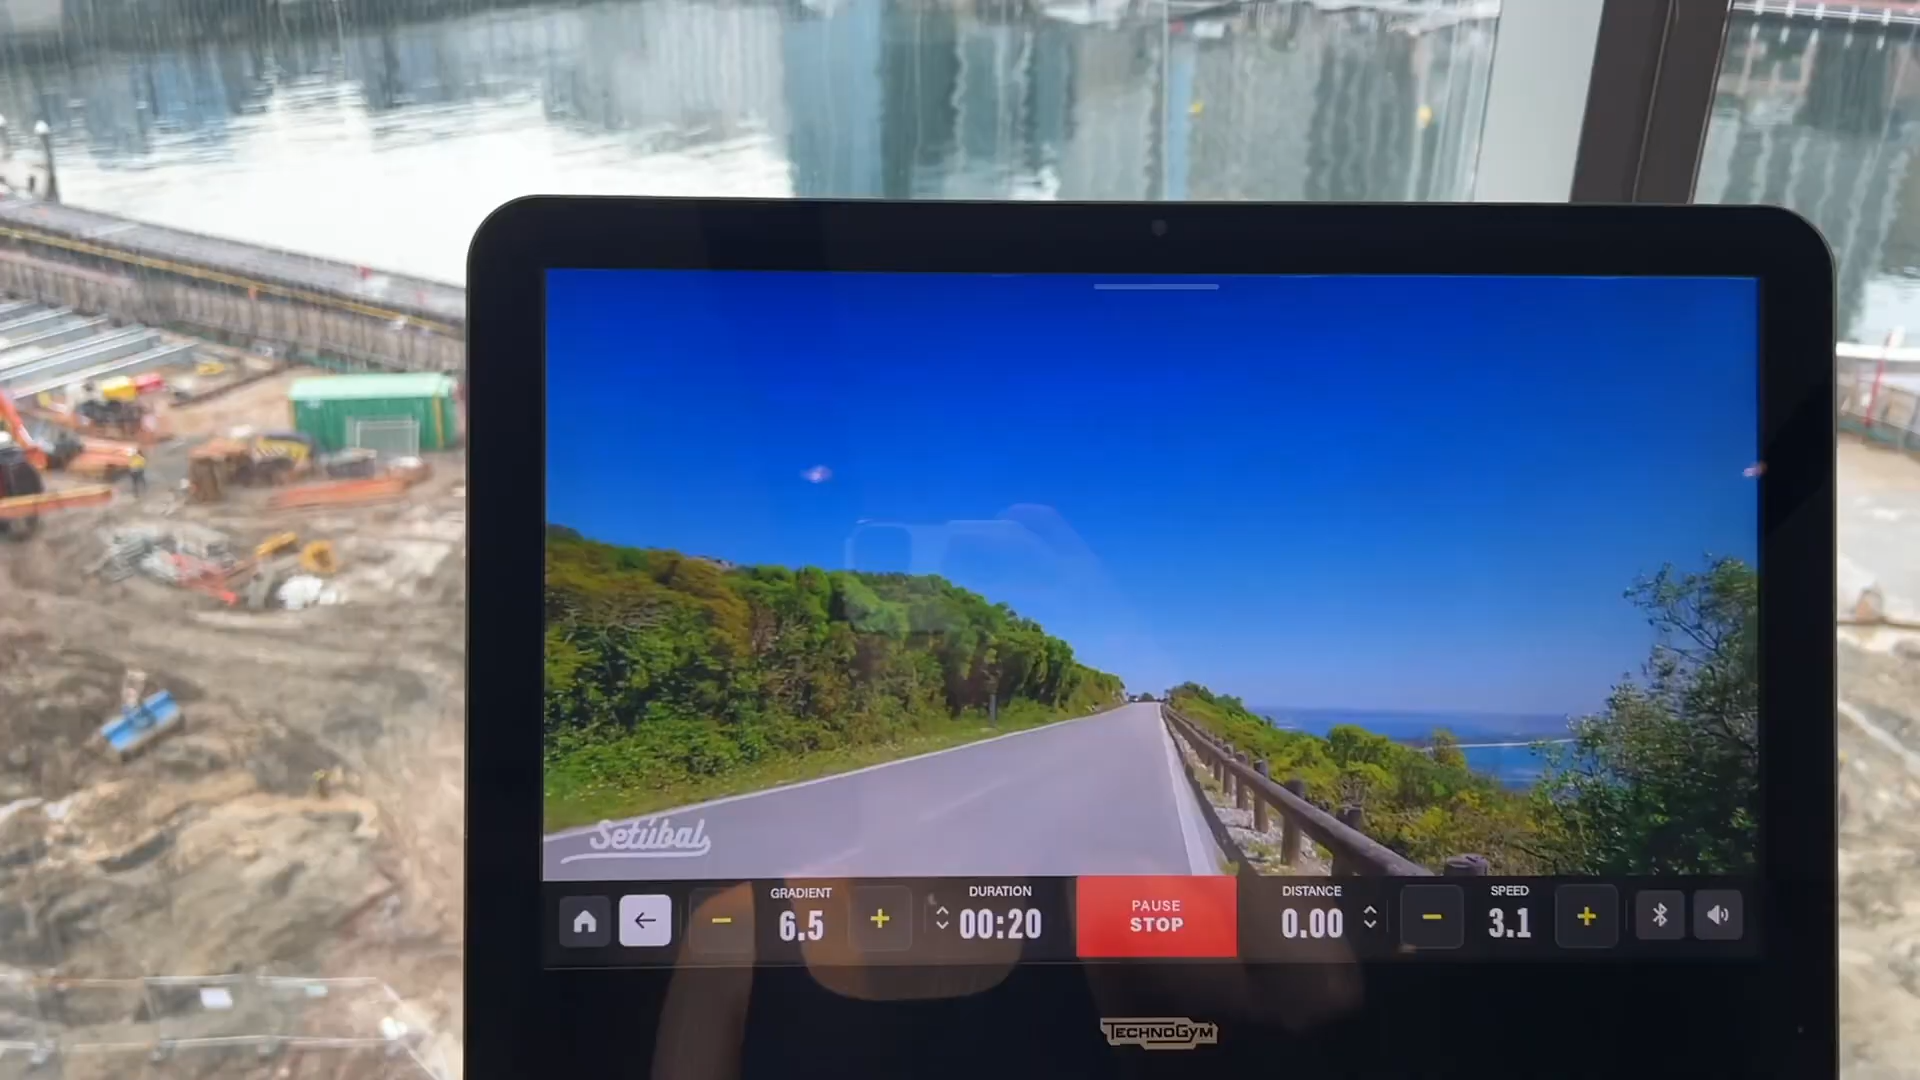 Setúbal
GRADIENT
6.5
DURATION
00:20
PAUSE
STOP
DISTANCE
0.00
SPEED
3.1
TECHNOGYM